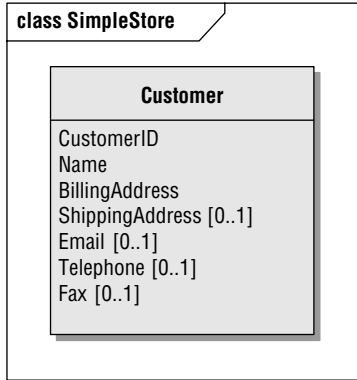 class SimpleStore
Customer
CustomerID
Name
BillingAddress
ShippingAddress [0..1]
Email [0..1]
Telephone [0..1]
Fax [0..1]